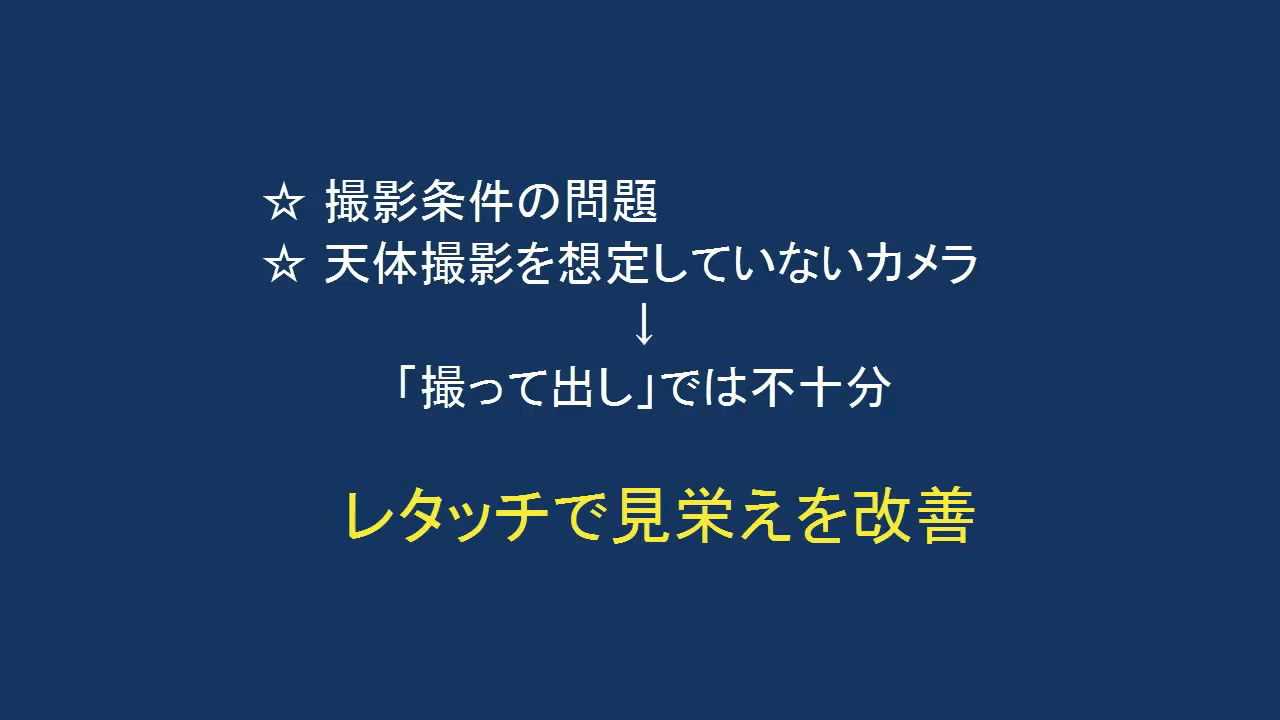 ☆ 撮影条件の問題
☆ 天体撮影を想定していないカメラ
↓
「撮って出し」では不十分
レタッチで見栄えを改善